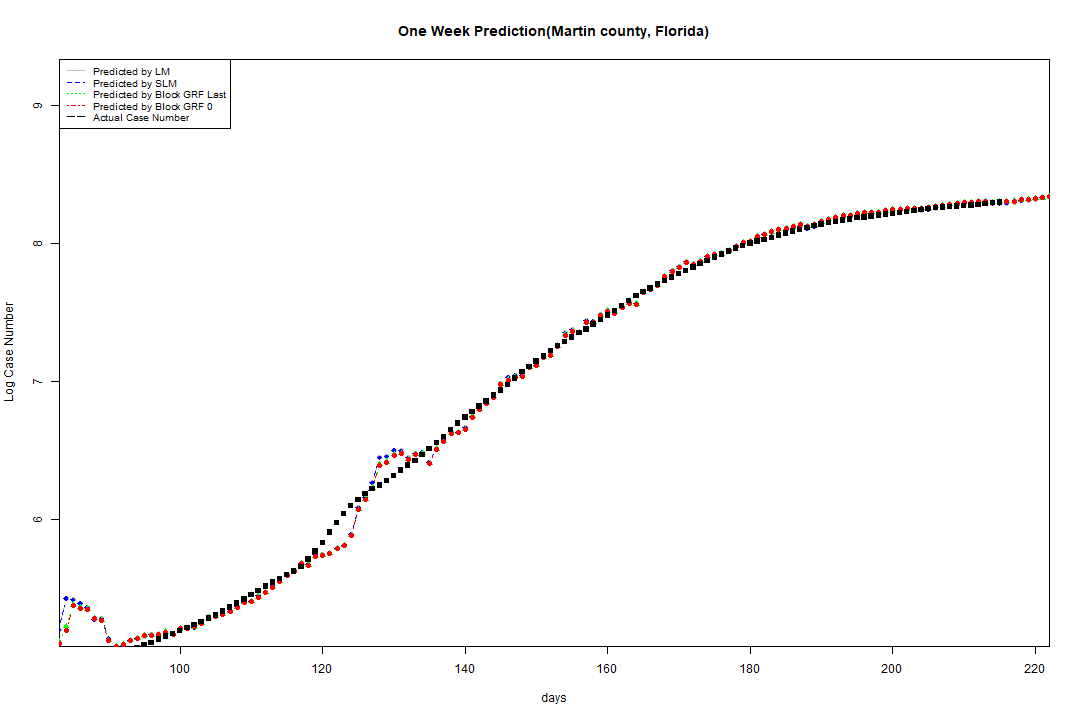 One Week Prediction(Martin county, Florida)
Predicted by LM
Predicted by SLM
Predicted by Block GRF Last
Predicted by Block GRF 0
Actual Case Number
9
8
7
6
Log Case Number
100 120 140 160 180 200 220
days